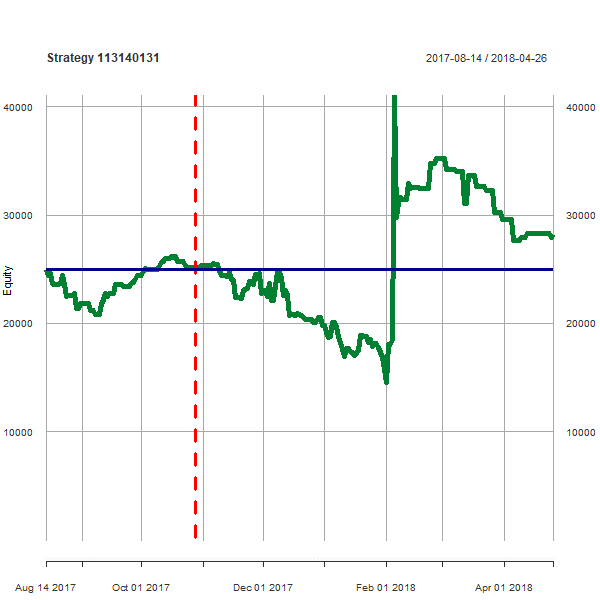 Strategy 113140131 2017-08-14 / 2018-04-26
40000 40000
30000 30000
Equity
20000 20000
10000 10000
Aug 14 2017 Oct 01 2017 Dec 01 2017 Feb 01 2018 Apr 01 2018